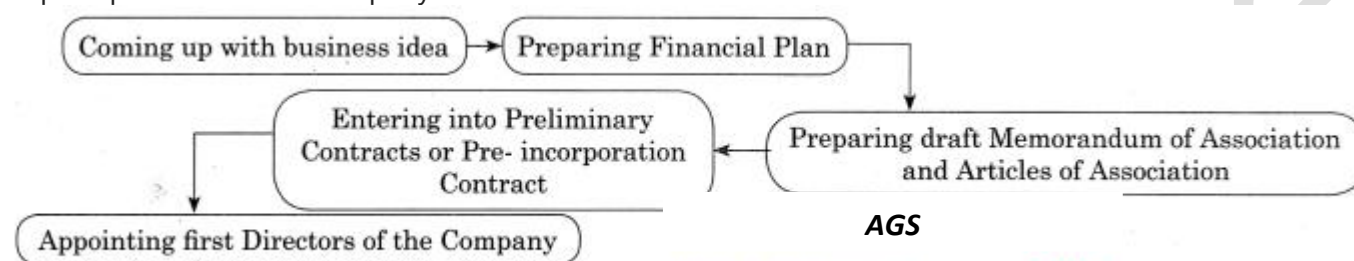 Coming up with business idea
Preparing Financial Plan
Preparing draft Memorandum of Association
and Articles of Association
Entering into Preliminary
Contracts or Pre- incorporation
Contract
Appointing first Directors of the Company
AGS